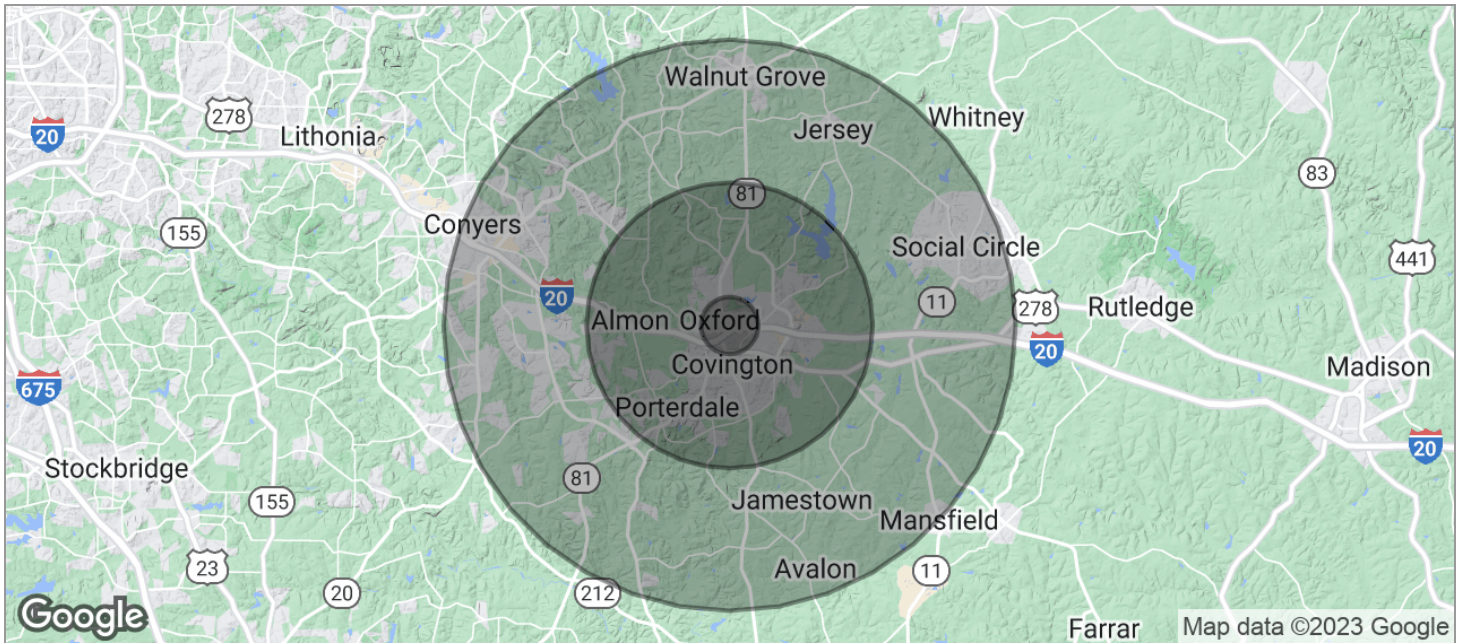 Walnut Grove
Whitney
278
Jersey
20
Lithonia
83
81
155
Conyers
Social Circle
441
20
11
278
Rutledge
Almon
Oxford
20
Covington
Madison
675
Porterdale
20
Stockbridge
81
155
Jamestown
Mansfield
23
Avalon
11
20
212
Google
Farrar
Map data ©2023 Google